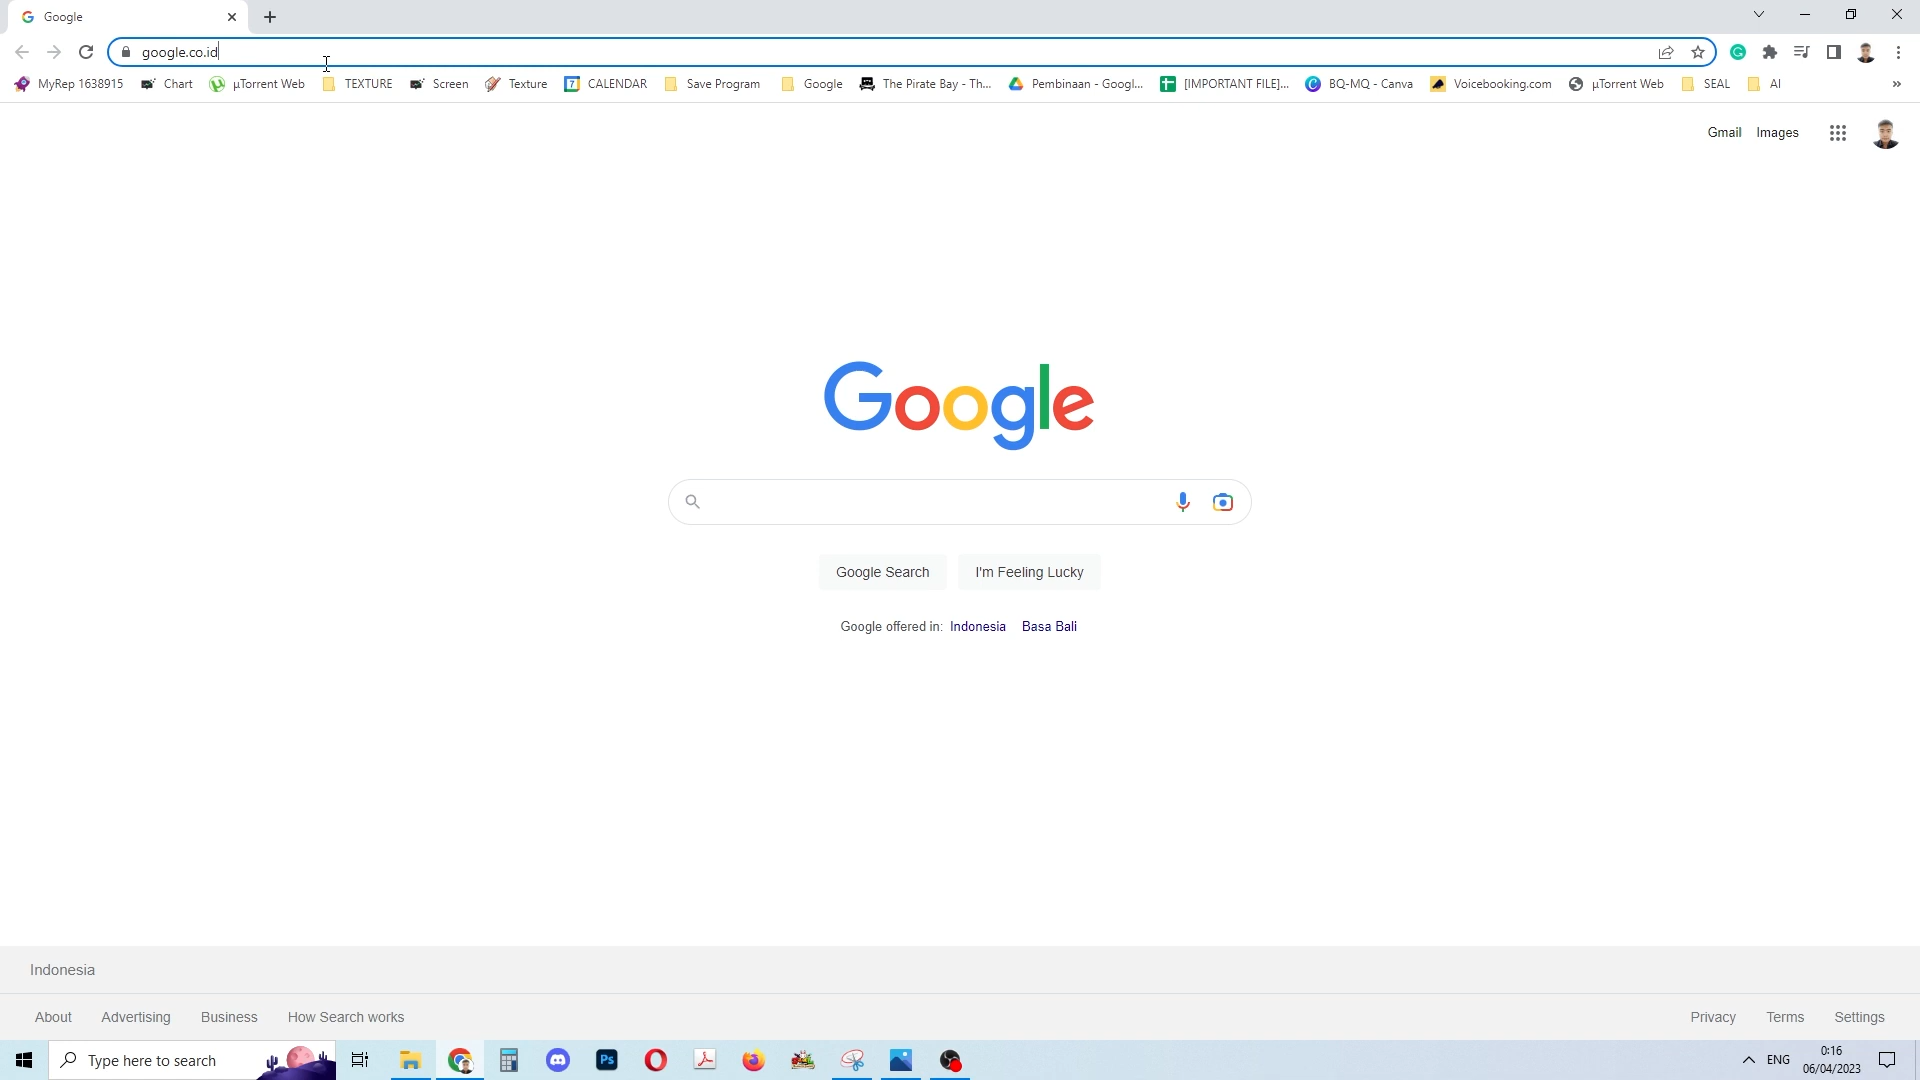 Google
google.co.id
MyRep 1638915 Chart µTorrent Web TEXTURE Screen Texture CALENDAR Save Program Google The Pirate Bay - Th... Pembinaan - Googl... [IMPORTANT FILE]... BQ-MQ - Canva Voicebooking.com µTorrent Web SEAL AI »
Gmail Images
Google
Google Search I'm Feeling Lucky
Google offered in: Indonesia Basa Bali
Indonesia
About Advertising Business How Search works Privacy Terms Settings
Type here to search Ps ENG 0:16
06/04/2023